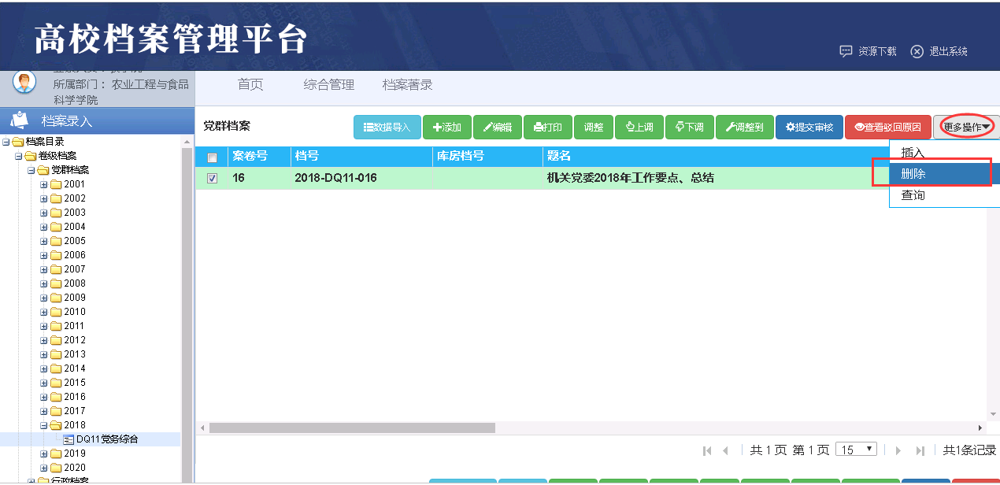 高校档案管理平台
资源下载 退出系统
所属部门： 农业工程与食品
科学学院
首页 综合管理 档案著录
档案录入
党群档案 数据导入 添加 编辑 打印 调整 上调 下调 调整到 提交审核 查看驳回原因 更多操作
插入
删除
查询
案卷号 档号 库房档号 题名
16 2018-DQ11-016 机关党委2018年工作要点、总结
档案目录
卷级档案
党群档案
2001
2002
2003
2004
2005
2006
2007
2008
2009
2010
2011
2012
2013
2014
2015
2016
2017
2018
DQ11党务综合
2019
2020
行政档案
共 1 页 第 1 页 15 共1条记录